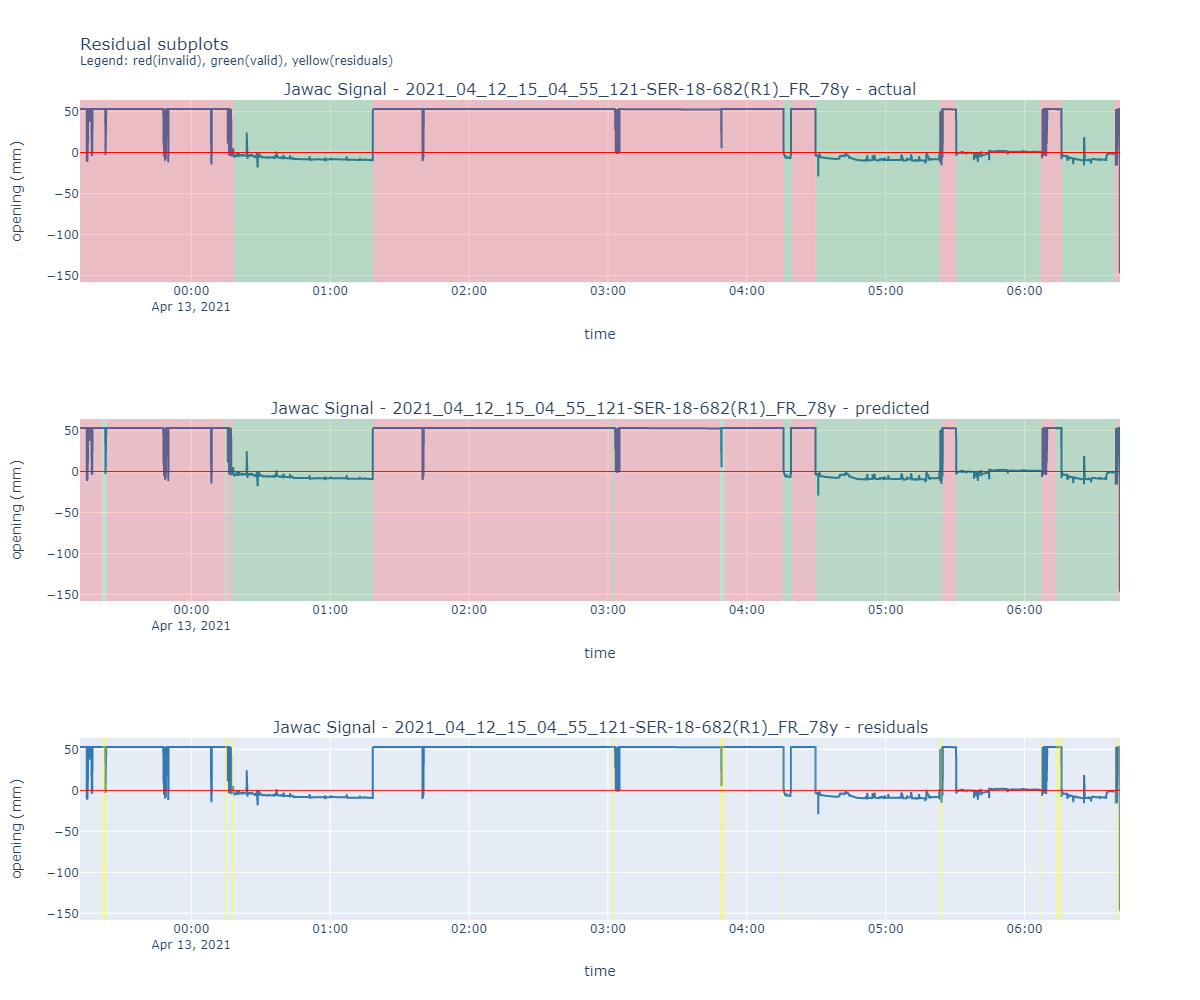 Residual subplots
Legend: red(invalid), green(valid), yellow(residuals)
Jawac Signal - 2021_04_12_15_04_55_121-SER-18-682(R1)_FR_78y - actual
50
0
−50
−100
−150
opening (mm)
00:00 01:00 02:00 03:00 04:00 05:00 06:00
Apr 13, 2021
time
Jawac Signal - 2021_04_12_15_04_55_121-SER-18-682(R1)_FR_78y - predicted
50
0
−50
−100
−150
opening (mm)
00:00 01:00 02:00 03:00 04:00 05:00 06:00
Apr 13, 2021
time
Jawac Signal - 2021_04_12_15_04_55_121-SER-18-682(R1)_FR_78y - residuals
50
0
−50
−100
−150
opening (mm)
00:00 01:00 02:00 03:00 04:00 05:00 06:00
Apr 13, 2021
time